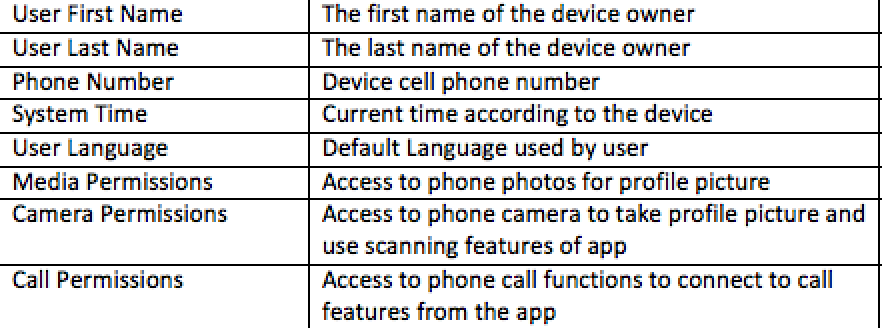 User First Name The first name of the device owner
User Last Name The last name of the device owner
Phone Number Device cell phone number
System Time Current time according to the device
User Language Default Language used by user
Media Permissions Access to phone photos for profile picture
Camera Permissions Access to phone camera to take profile picture and
use scanning features of app
Call Permissions Access to phone call functions to connect to call
features from the app